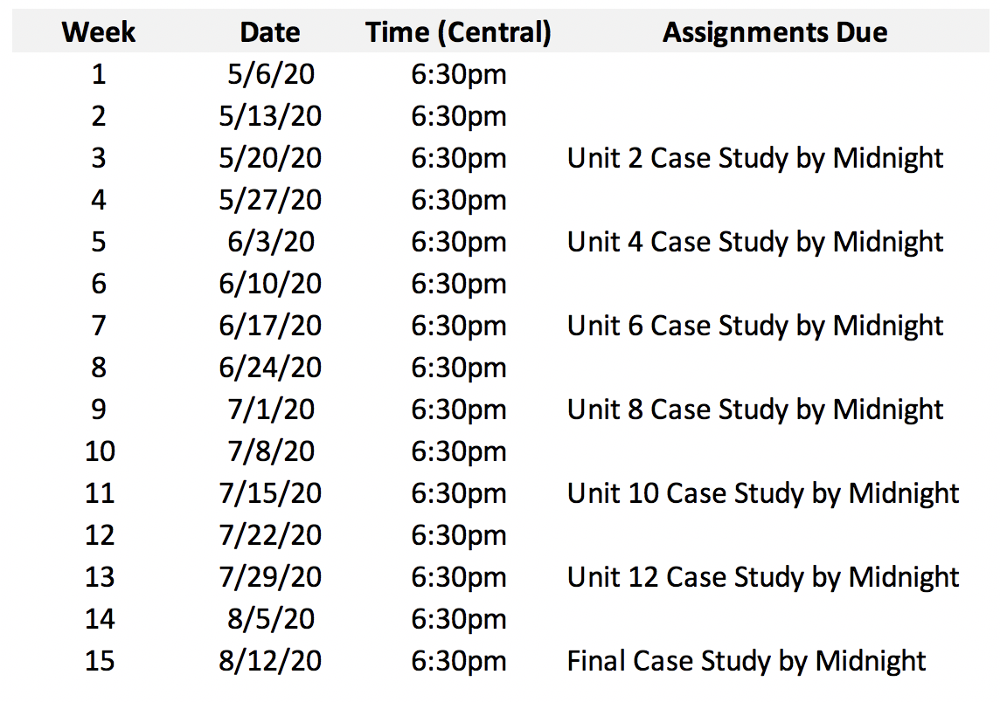 Week Date Time (Central) Assignments Due
1 5/6/20 6:30pm
2 5/13/20 6:30pm
3 5/20/20 6:30pm Unit 2 Case Study by Midnight
4 5/27/20 6:30pm
5 6/3/20 6:30pm Unit 4 Case Study by Midnight
6 6/10/20 6:30pm
7 6/17/20 6:30pm Unit 6 Case Study by Midnight
8 6/24/20 6:30pm
9 7/1/20 6:30pm Unit 8 Case Study by Midnight
10 7/8/20 6:30pm
11 7/15/20 6:30pm Unit 10 Case Study by Midnight
12 7/22/20 6:30pm
13 7/29/20 6:30pm Unit 12 Case Study by Midnight
14 8/5/20 6:30pm
15 8/12/20 6:30pm Final Case Study by Midnight